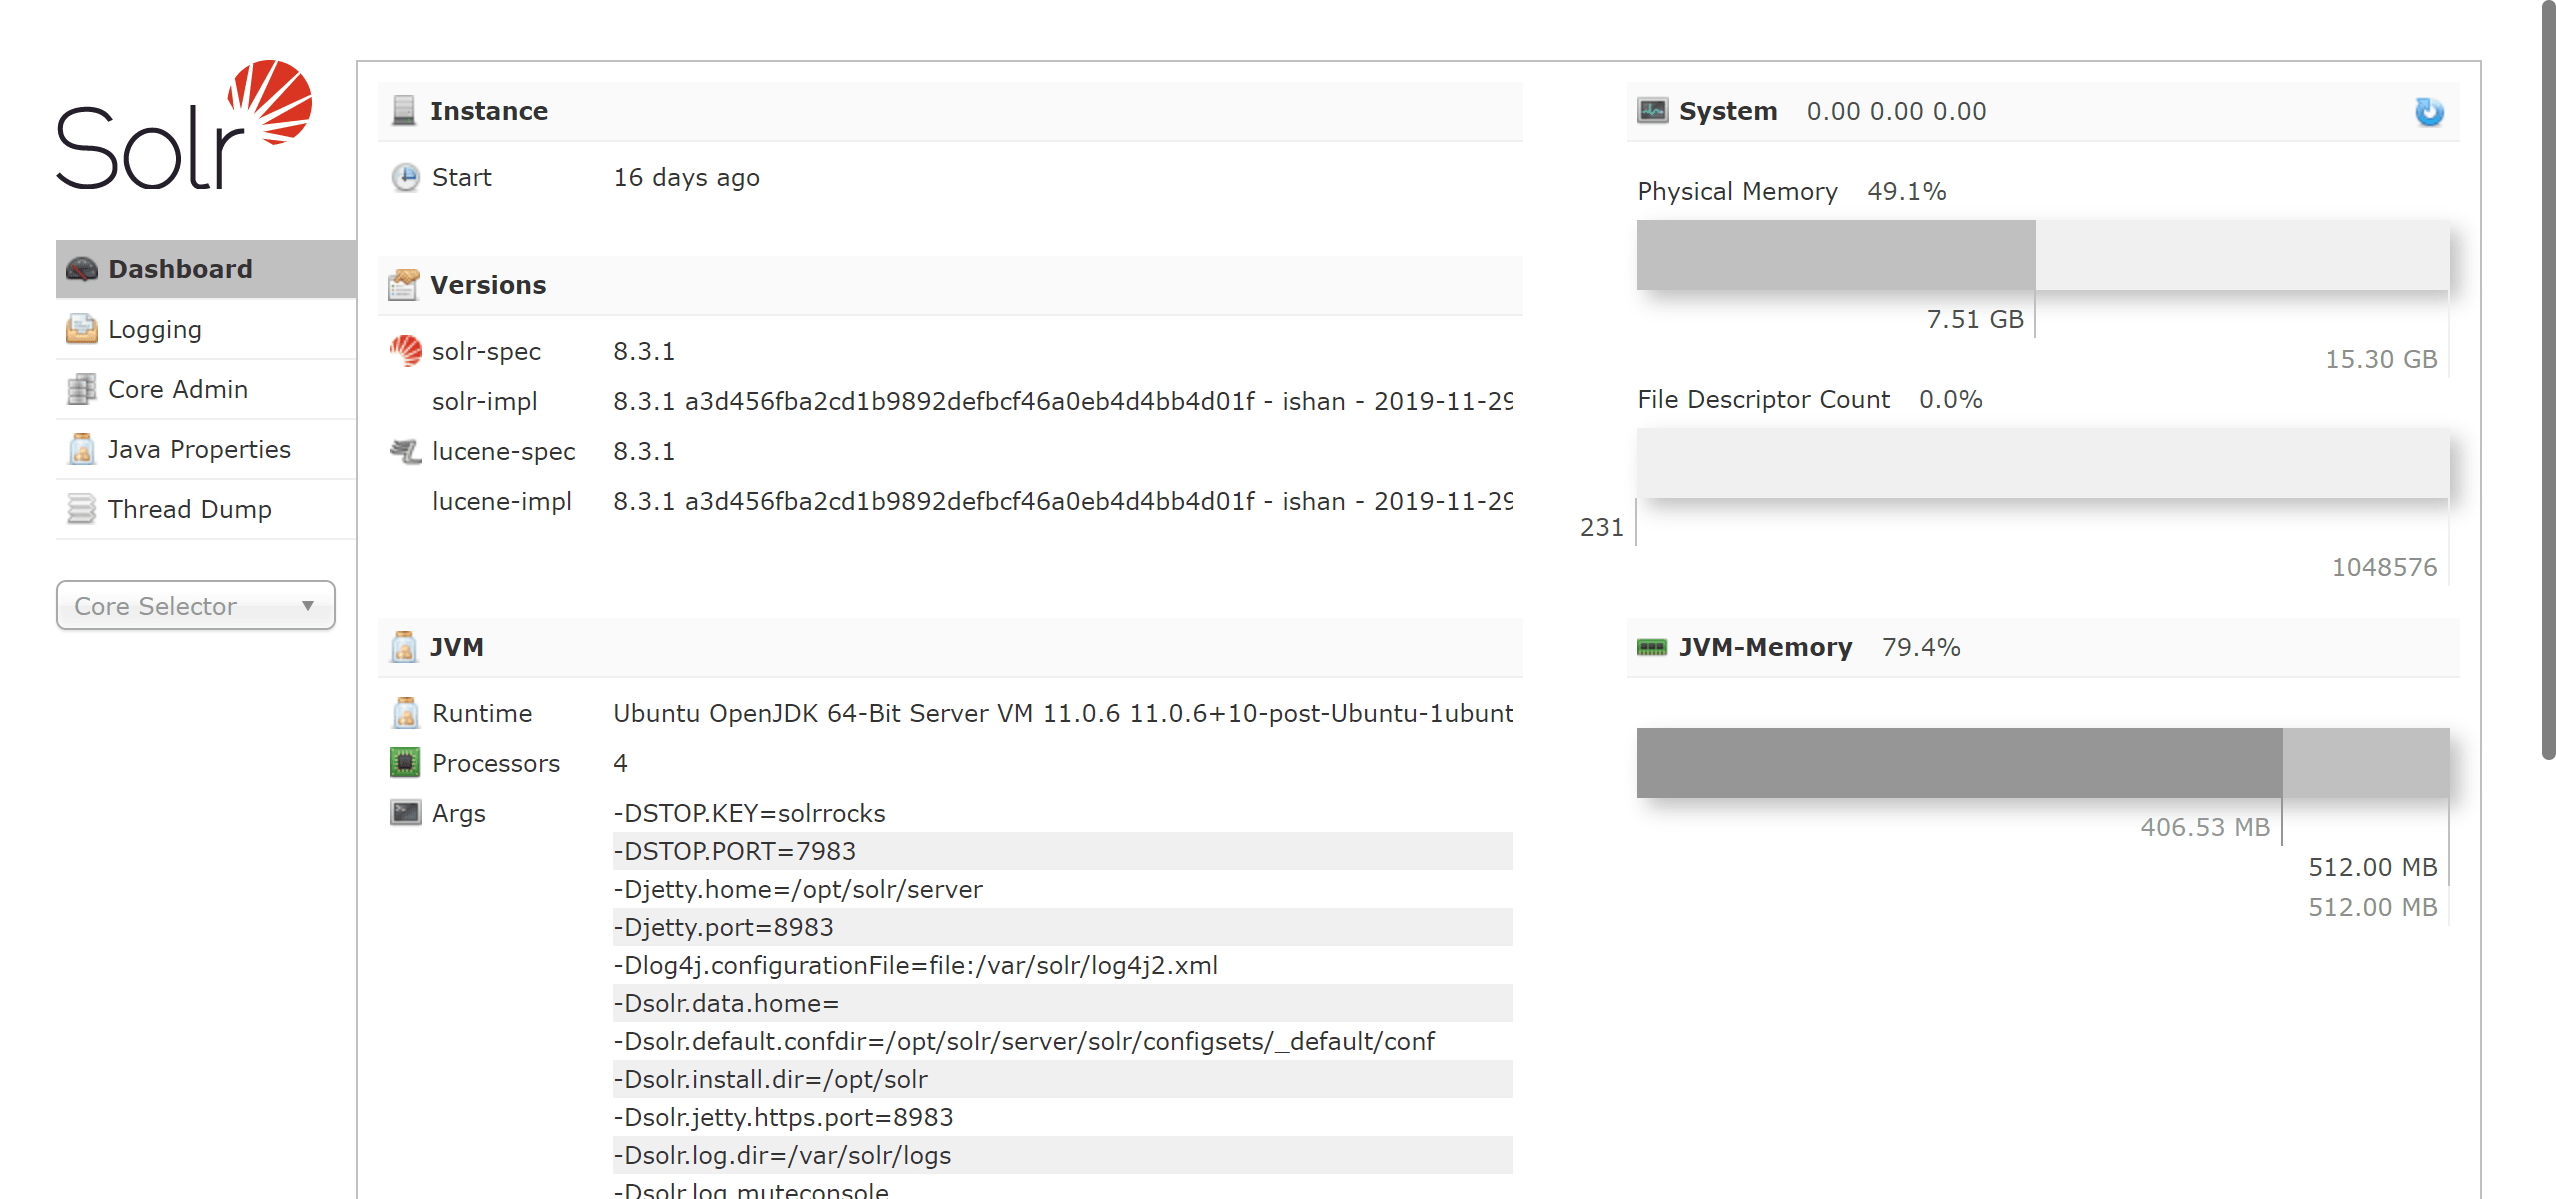 Solr
Dashboard
Logging
Core Admin
Java Properties
Thread Dump
Core Selector
Instance
Start 16 days ago
Versions
solr-spec 8.3.1
solr-impl 8.3.1 a3d456fba2cd1b9892defbcf46a0eb4d4bb4d01f - ishan - 2019-11-29
lucene-spec 8.3.1
lucene-impl 8.3.1 a3d456fba2cd1b9892defbcf46a0eb4d4bb4d01f - ishan - 2019-11-29
JVM
Runtime Ubuntu OpenJDK 64-Bit Server VM 11.0.6 11.0.6+10-post-Ubuntu-1ubunt
Processors 4
Args -DSTOP.KEY=solrrocks
-DSTOP.PORT=7983
-Djetty.home=/opt/solr/server
-Djetty.port=8983
-Dlog4j.configurationFile=file:/var/solr/log4j2.xml
-Dsolr.data.home=
-Dsolr.default.confdir=/opt/solr/server/solr/configsets/_default/conf
-Dsolr.install.dir=/opt/solr
-Dsolr.jetty.https.port=8983
-Dsolr.log.dir=/var/solr/logs
-Dsolr.log.muteconsole
System 0.00 0.00 0.00
Physical Memory 49.1%
7.51 GB
15.30 GB
File Descriptor Count 0.0%
231
1048576
JVM-Memory 79.4%
406.53 MB
512.00 MB
512.00 MB